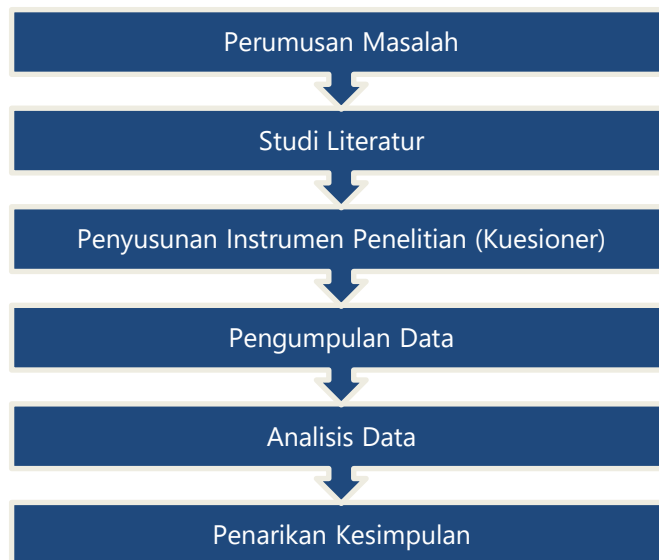 Perumusan Masalah
Studi Literatur
Penyusunan Instrumen Penelitian (Kuesioner)
Pengumpulan Data
Analisis Data
Penarikan Kesimpulan